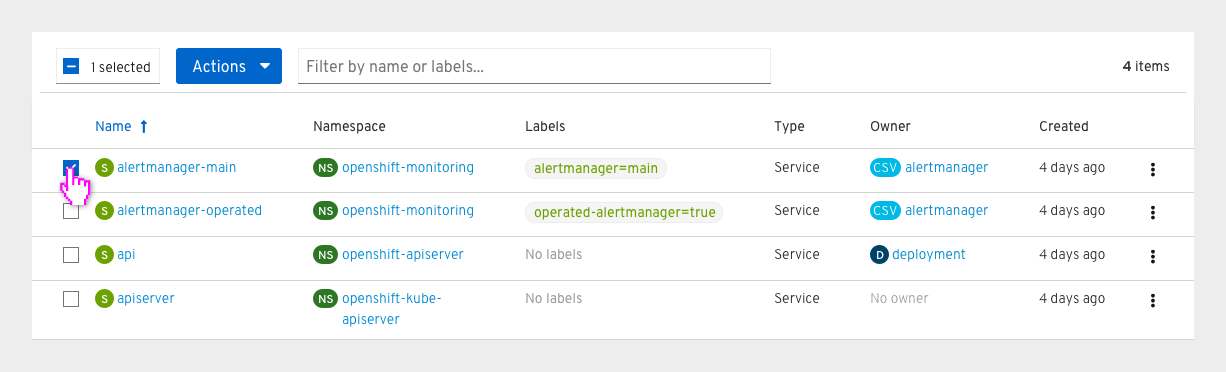 1 selected
Actions
Filter by name or labels...
4 items
Name Namespace Labels Type Owner Created
S alertmanager-main NS openshift-monitoring alertmanager=main Service CSV alertmanager 4 days ago
S alertmanager-operated NS openshift-monitoring operated-alertmanager=true Service CSV alertmanager 4 days ago
S api NS openshift-apiserver No labels Service D deployment 4 days ago
S apiserver NS openshift-kube- No labels Service No owner 4 days ago
apiserver